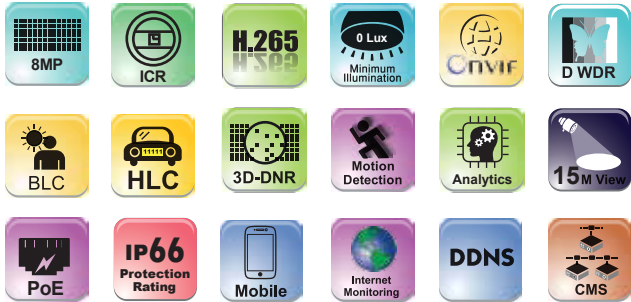 8MP
ICR
H.265
0 Lux
Minimum
Illumination
ONVIF
D WDR
BLC
11111
HLC
3D-DNR
Motion
Detection
Analytics
15M View
PoE
IP66
Protection
Rating
Mobile
Internet
Monitoring
DDNS
CMS